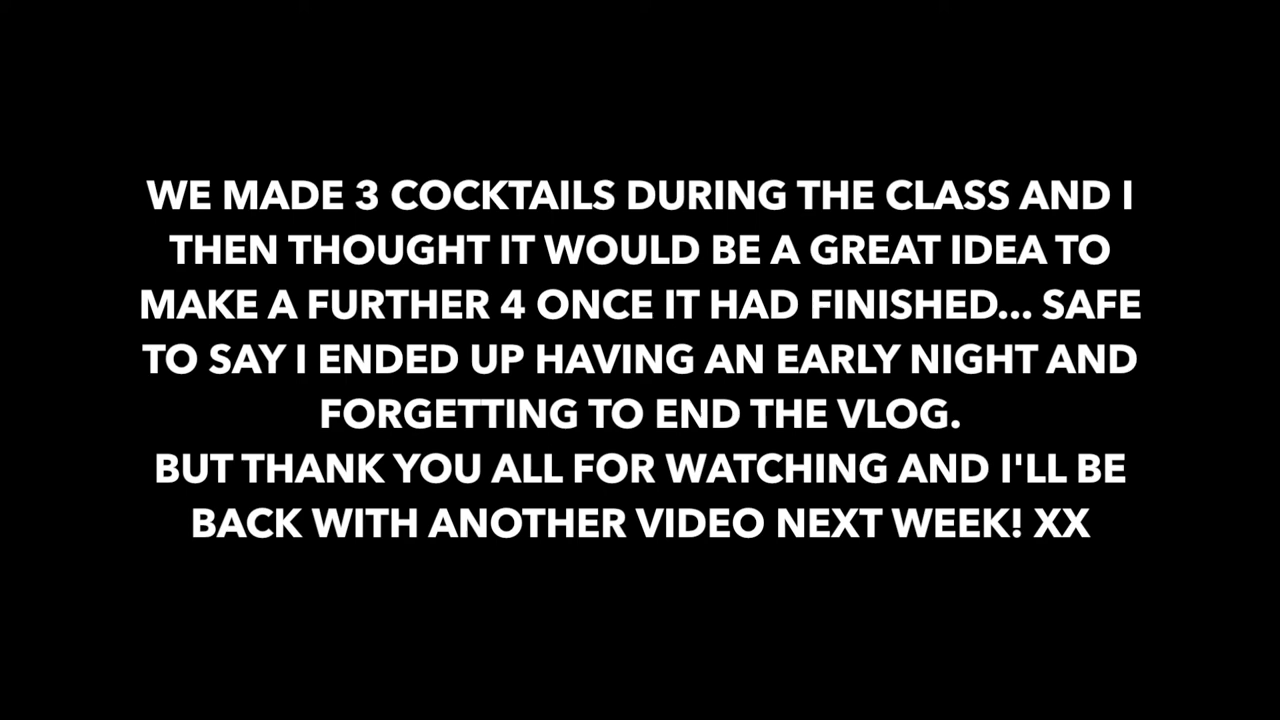 WE MADE 3 COCKTAILS DURING THE CLASS AND I
THEN THOUGHT IT WOULD BE A GREAT IDEA TO
MAKE A FURTHER 4 ONCE IT HAD FINISHED... SAFE
TO SAY I ENDED UP HAVING AN EARLY NIGHT AND
FORGETTING TO END THE VLOG.
BUT THANK YOU ALL FOR WATCHING AND I'LL BE
BACK WITH ANOTHER VIDEO NEXT WEEK! XX